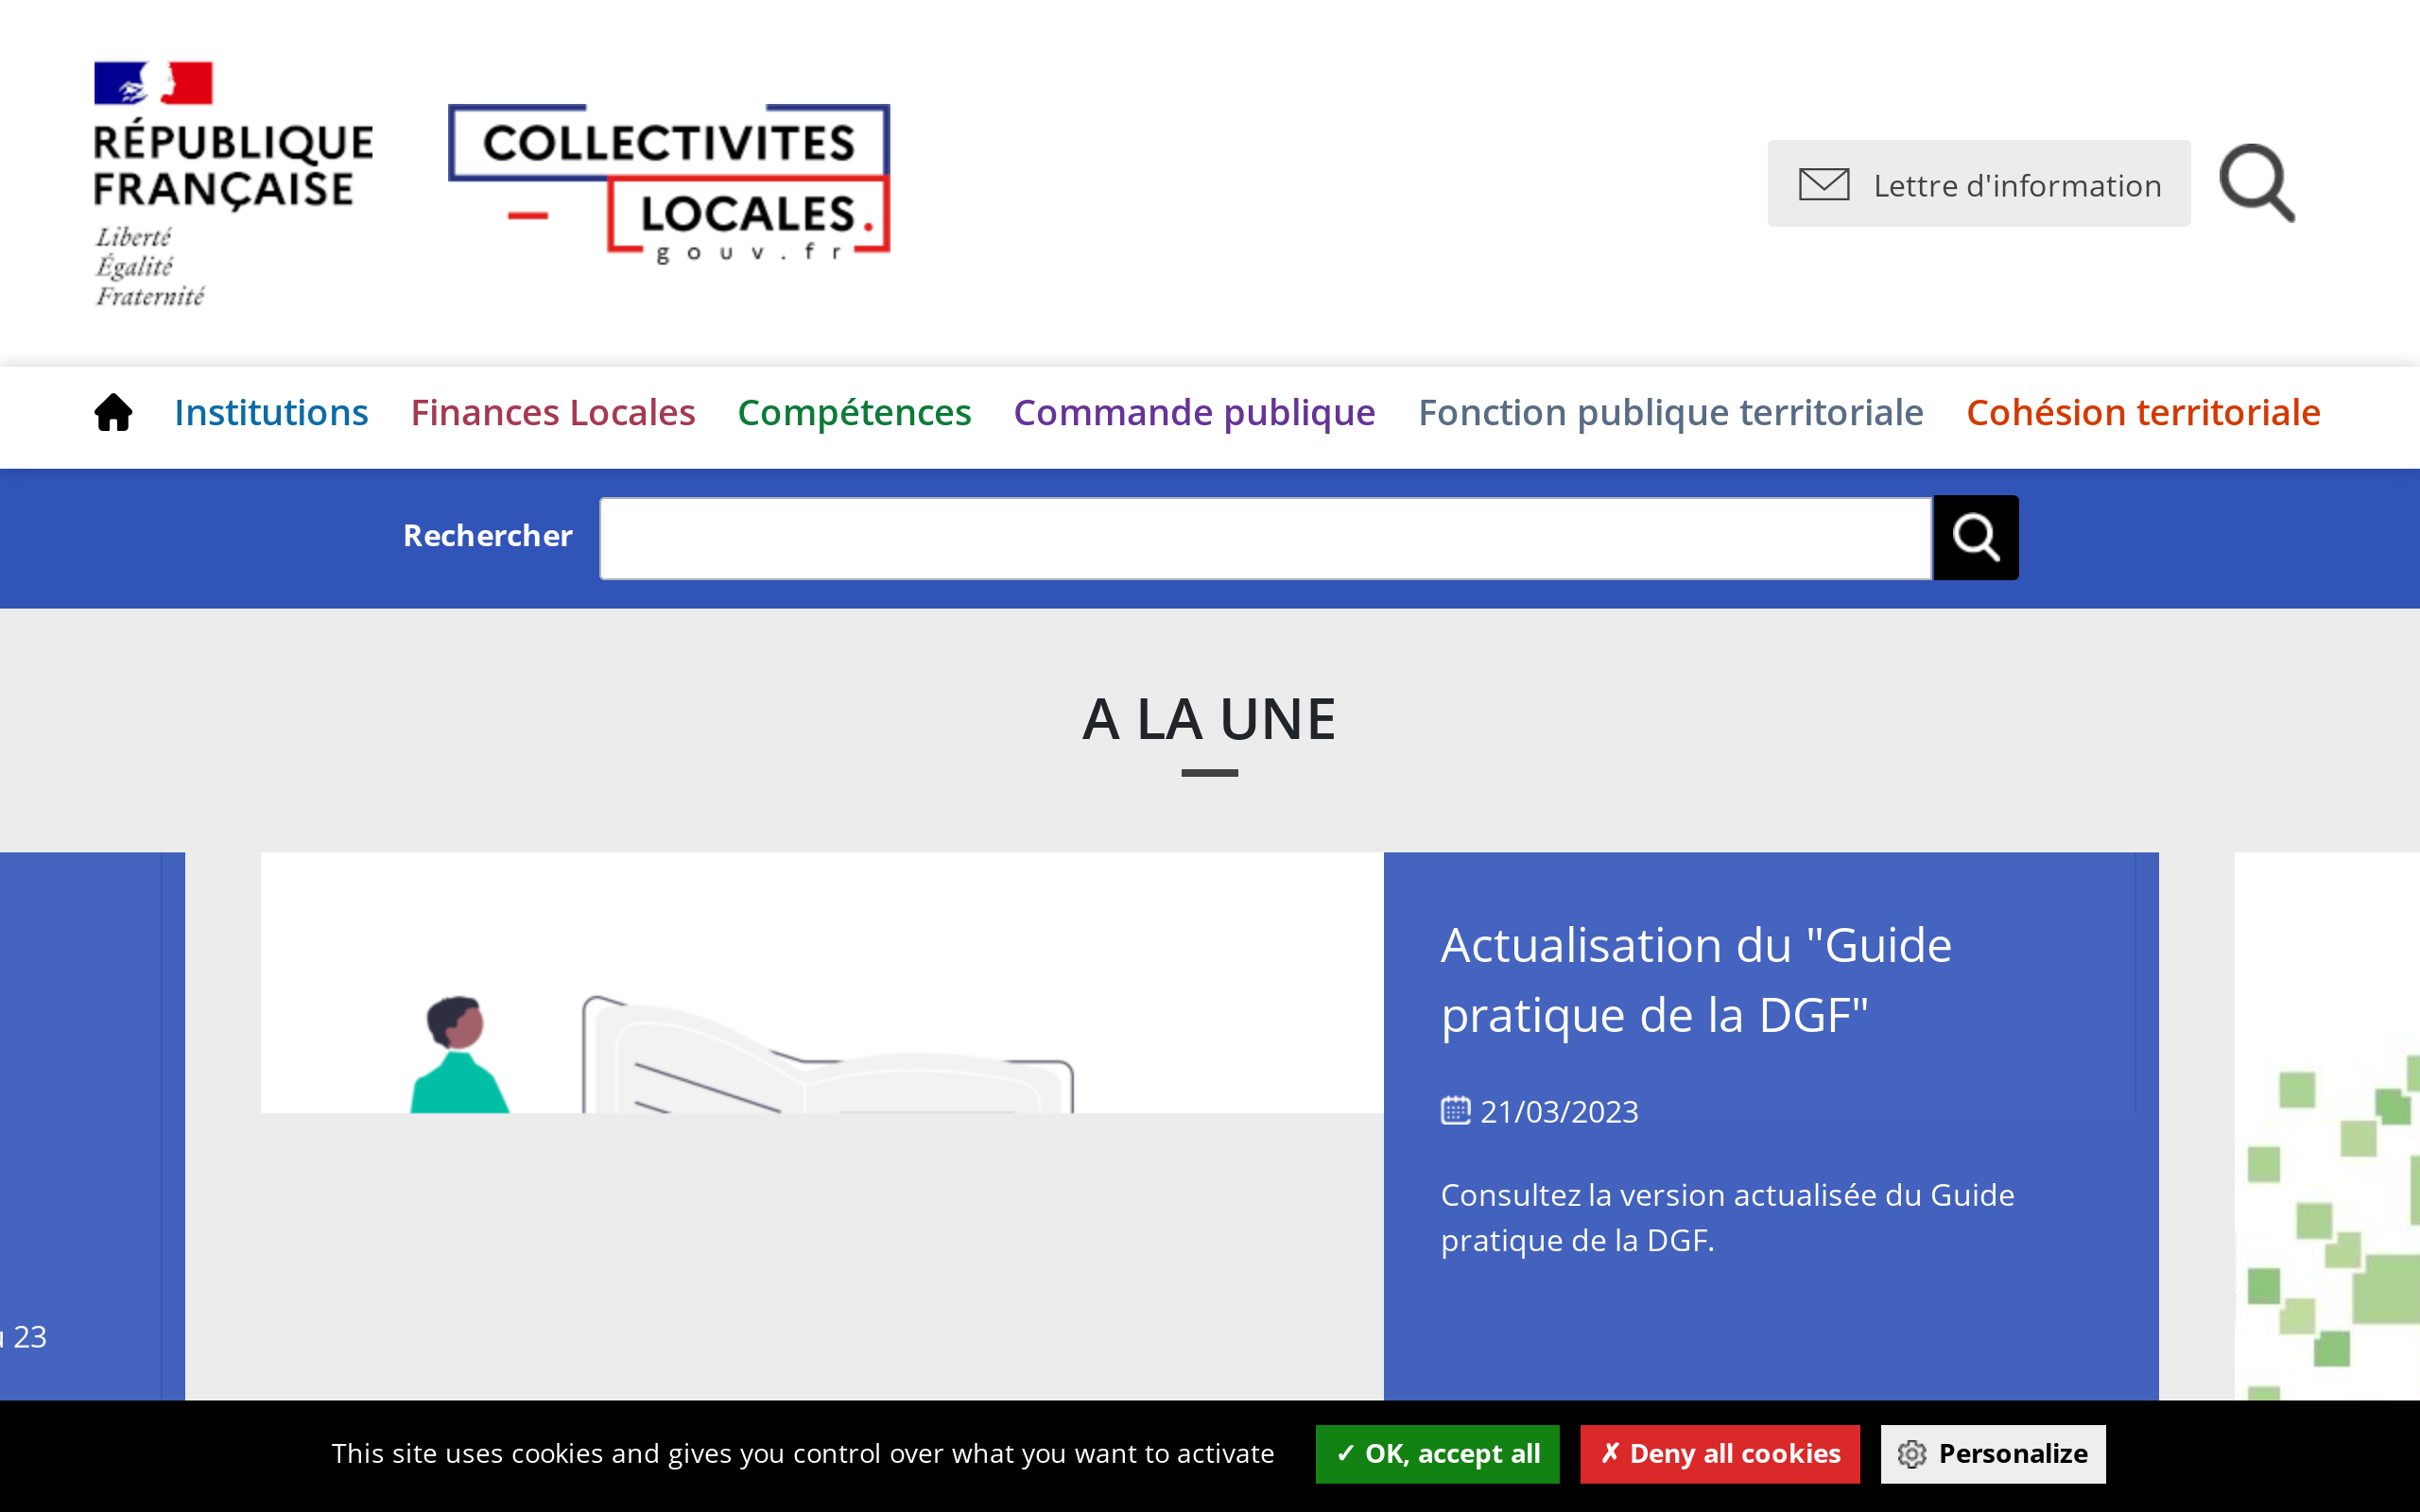 RÉPUBLIQUE
FRANÇAISE
Liberté
Égalité
Fraternité
COLLECTIVITES
LOCALES.
gouv.fr
Lettre d'information
Institutions Finances Locales Compétences Commande publique Fonction publique territoriale Cohésion territoriale
Rechercher
A LA UNE
Actualisation du "Guide
pratique de la DGF"
21/03/2023
Consultez la version actualisée du Guide
pratique de la DGF.
23
This site uses cookies and gives you control over what you want to activate ✓ OK, accept all ✗ Deny all cookies Personalize